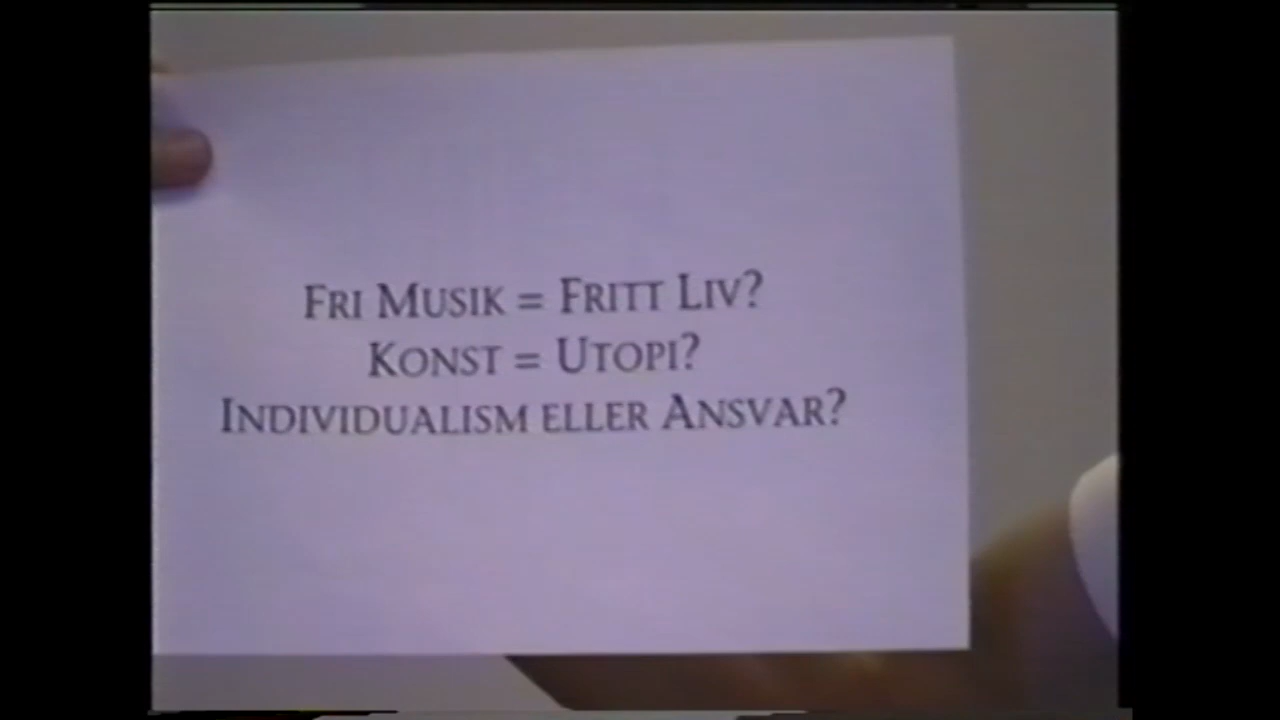 Fri Musik = Fritt Liv?
Konst = Utopi?
Individualism eller Ansvar?